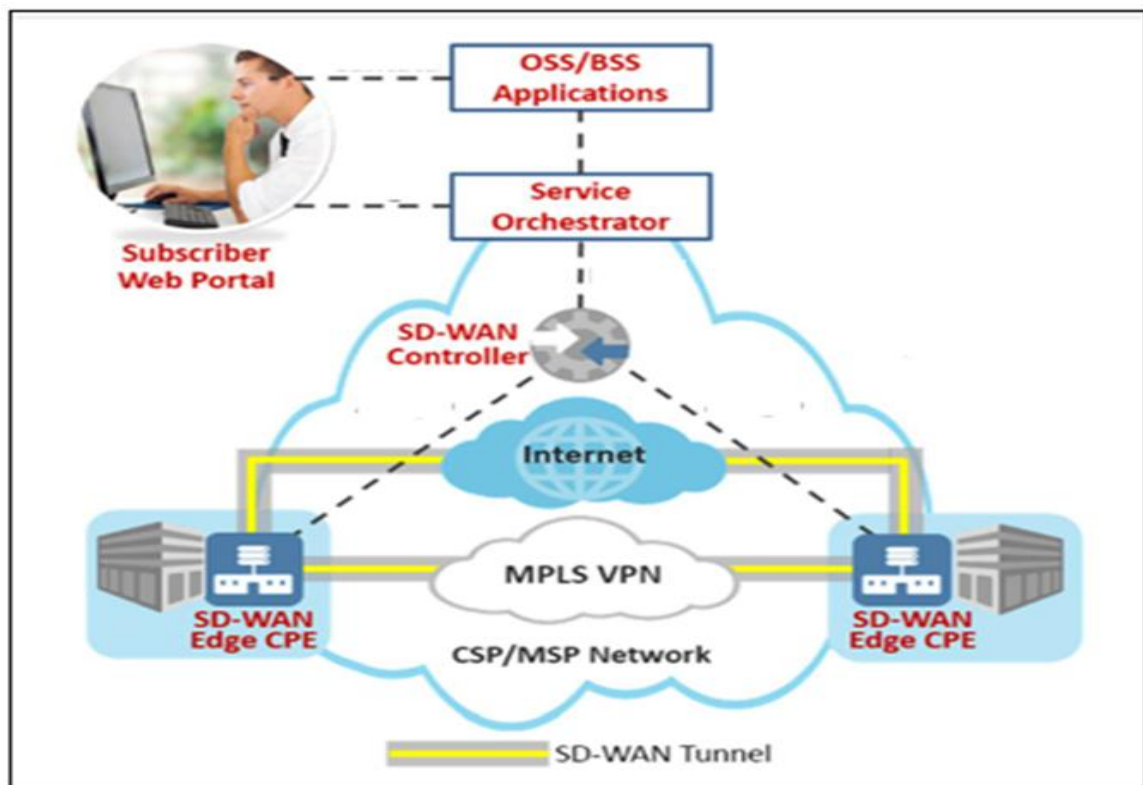 OSS/BSS
Applications
Service
Orchestrator
Subscriber
Web Portal
SD-WAN
Controller
Internet
MPLS VPN
SD-WAN
Edge CPE
SD-WAN
Edge CPE
CSP/MSP Network
SD-WAN Tunnel